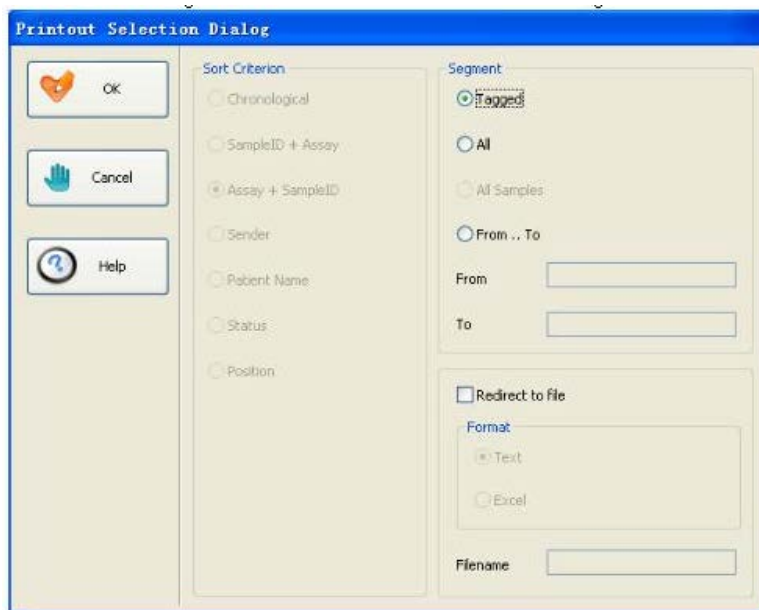 Printout Selection Dialog
OK
Cancel
Help
Sort Criterion
Chronological
SampleID + Assay
Assay + SampleID
Sender
Patient Name
Status
Position
Segment
Tagged
All
All Samples
From .. To
From
To
Redirect to file
Format
Text
Excel
Filename